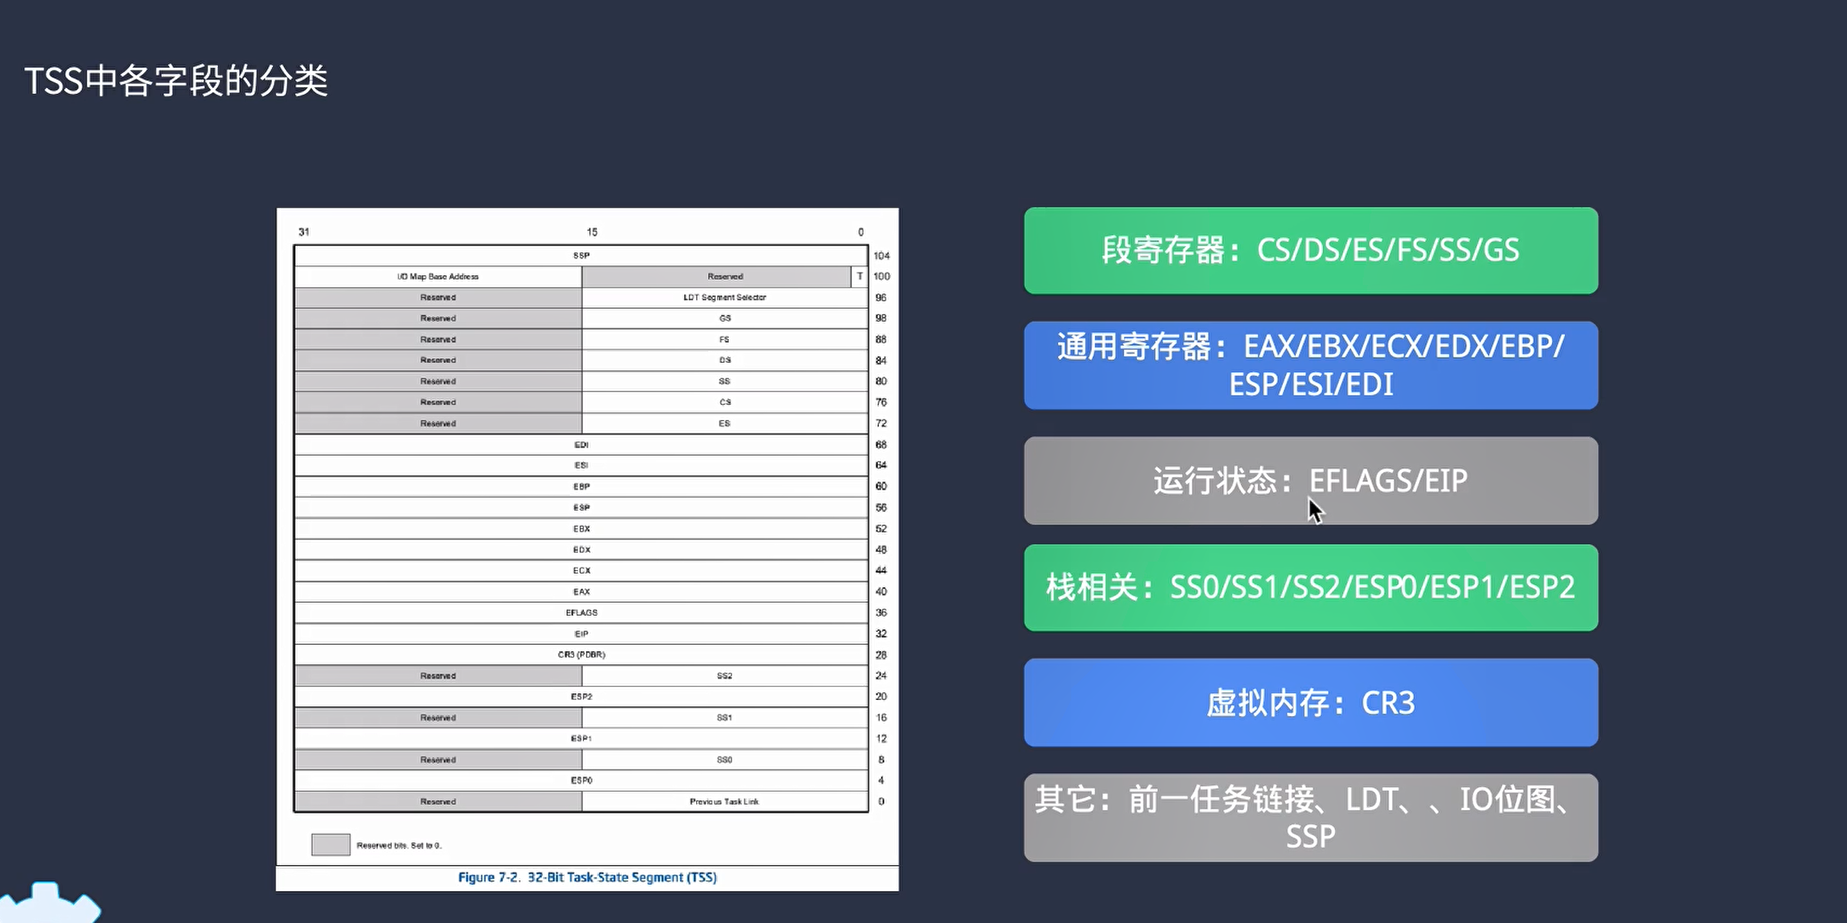 TSS中各字段的分类
31 15 0
SSP 104
I/O Map Base Address Reserved T 100
Reserved LDT Segment Selector 96
Reserved GS 98
Reserved FS 88
Reserved DS 84
Reserved SS 80
Reserved CS 76
Reserved ES 72
EDI 68
ESI 64
EBP 60
ESP 56
EBX 52
EDX 48
ECX 44
EAX 40
EFLAGS 36
EIP 32
CR3 (PDBR) 28
Reserved SS2 24
ESP2 20
Reserved SS1 16
ESP1 12
Reserved SS0 8
ESP0 4
Reserved Previous Task Link 0
Reserved bits. Set to 0.
Figure 7-2. 32-Bit Task-State Segment (TSS)
段寄存器：CS/DS/ES/FS/SS/GS
通用寄存器：EAX/EBX/ECX/EDX/EBP/
ESP/ESI/EDI
运行状态：EFLAGS/EIP
栈相关：SS0/SS1/SS2/ESP0/ESP1/ESP2
虚拟内存：CR3
其它：前一任务链接、LDT、、IO位图、
SSP